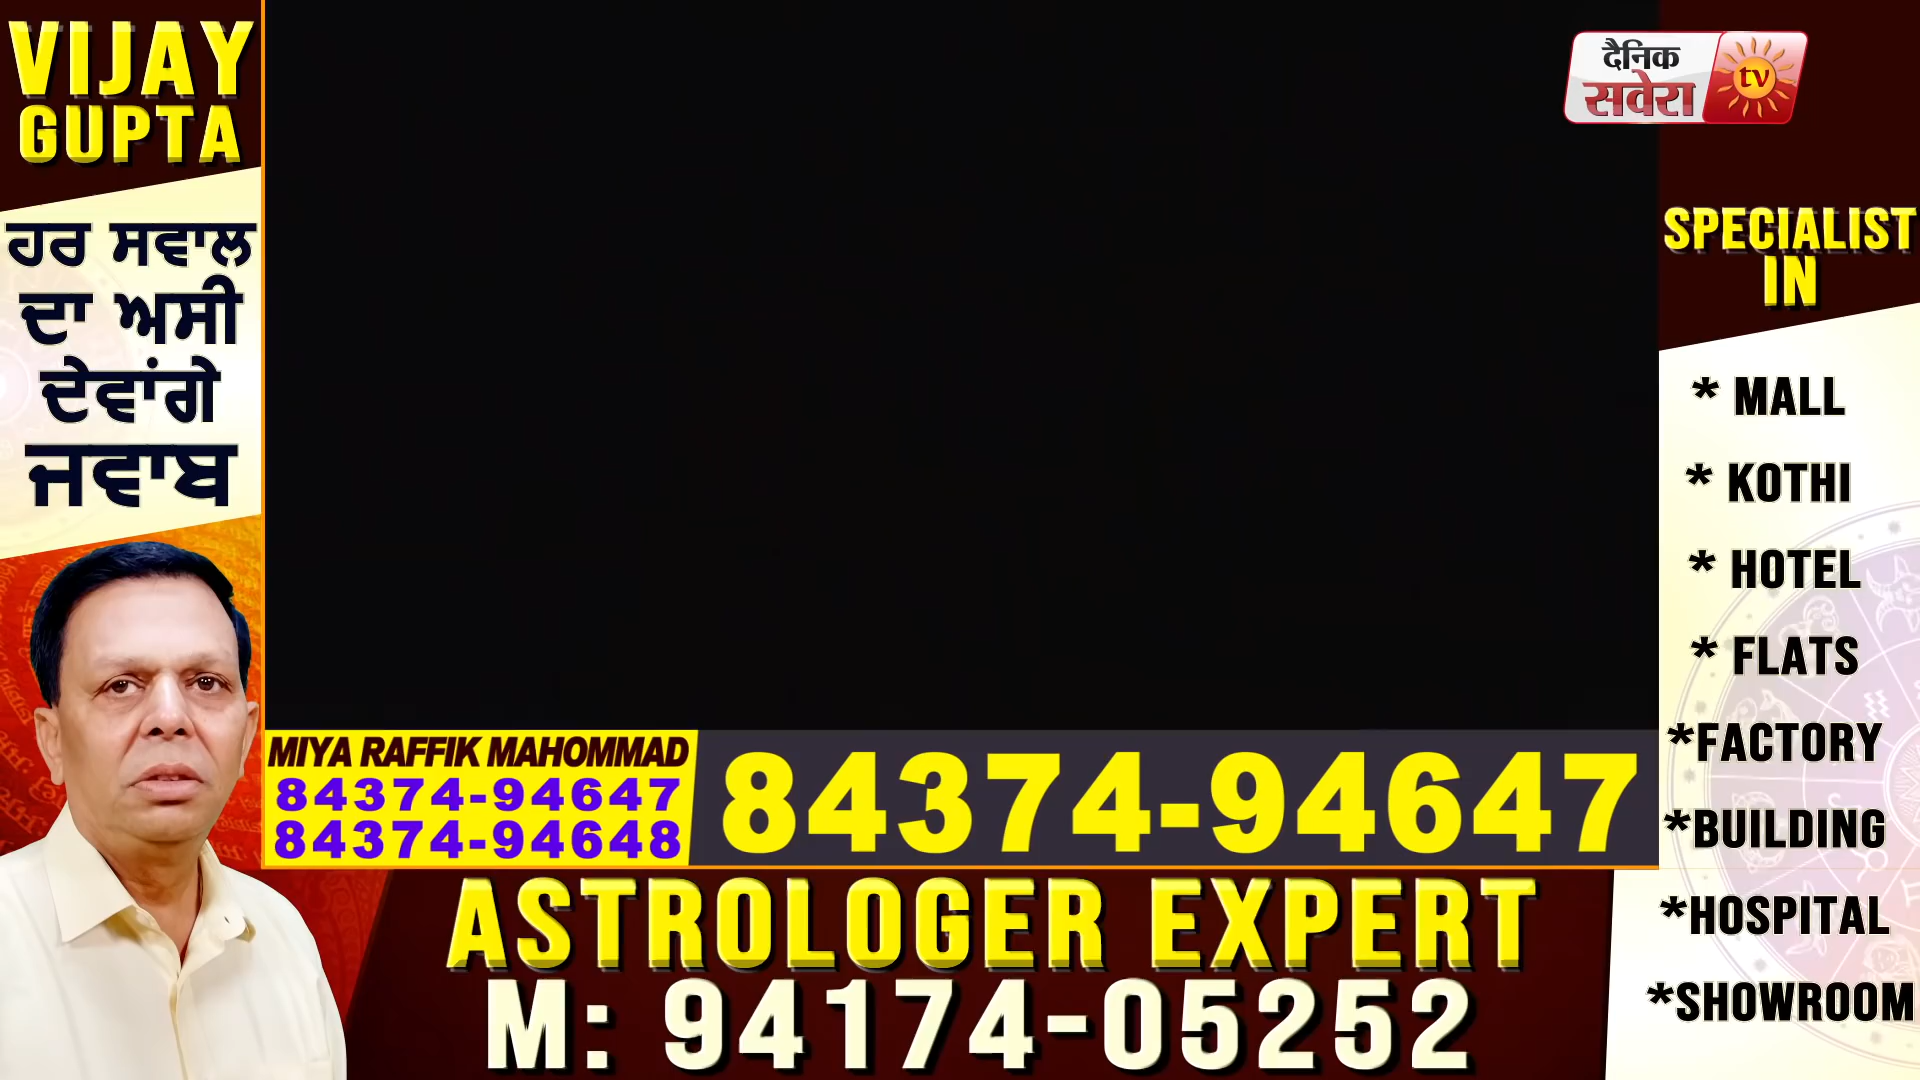 VIJAY
GUPTA
ਹਰ ਸਵਾਲ
ਦਾ ਅਸੀ
ਦੇਵਾਂਗੇ
ਜਵਾਬ
दैनिक
सवेरा
tv
SPECIALIST
IN
* MALL
* KOTHI
* HOTEL
* FLATS
*FACTORY
*BUILDING
*HOSPITAL
*SHOWROOM
MIYA RAFFIK MAHOMMAD
84374-94647
84374-94648
84374-94647
ASTROLOGER EXPERT
M: 94174-05252